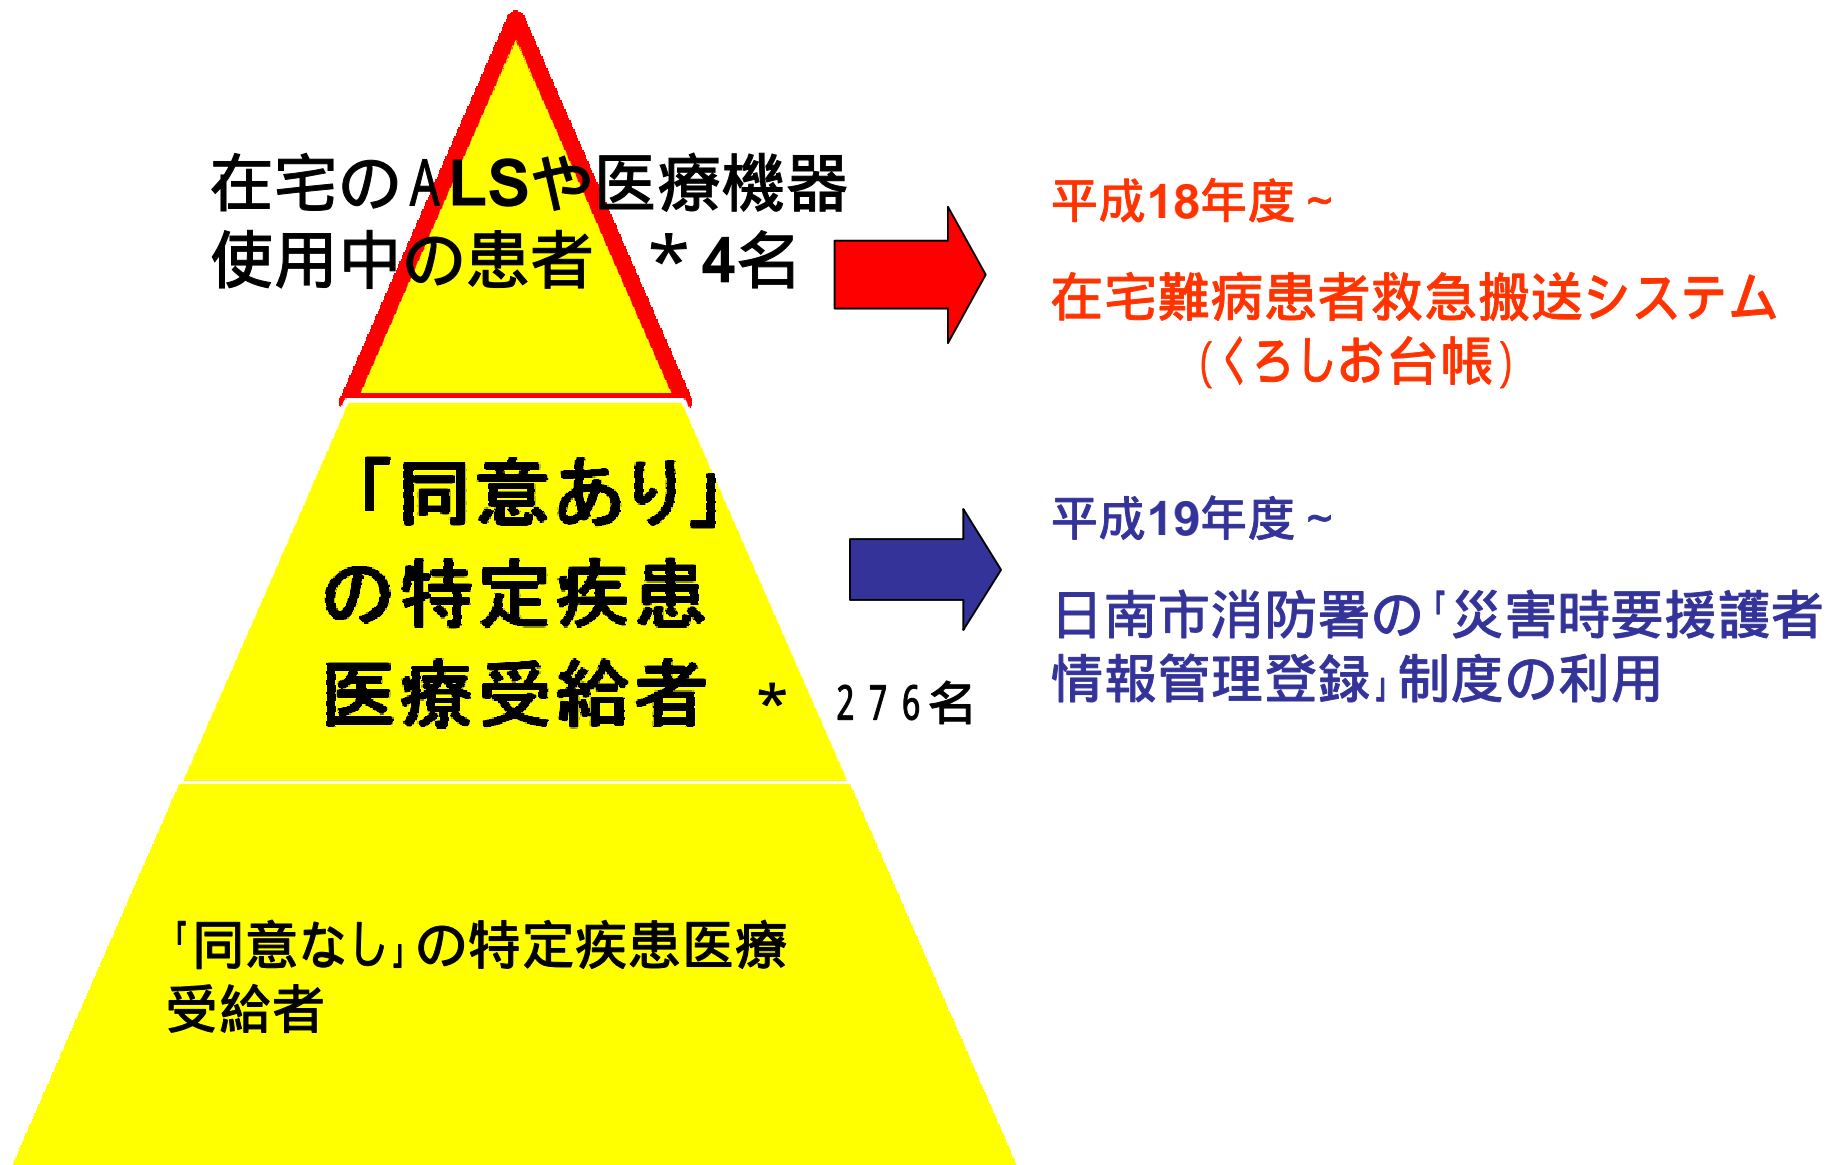 在宅のALSや医療機器
使用中の患者　＊4名
平成18年度～
在宅難病患者救急搬送システム
(くろしお台帳)
「同意あり」
の特定疾患
医療受給者　＊　276名
平成19年度～
日南市消防署の「災害時要援護者
情報管理登録」制度の利用
「同意なし」の特定疾患医療
受給者